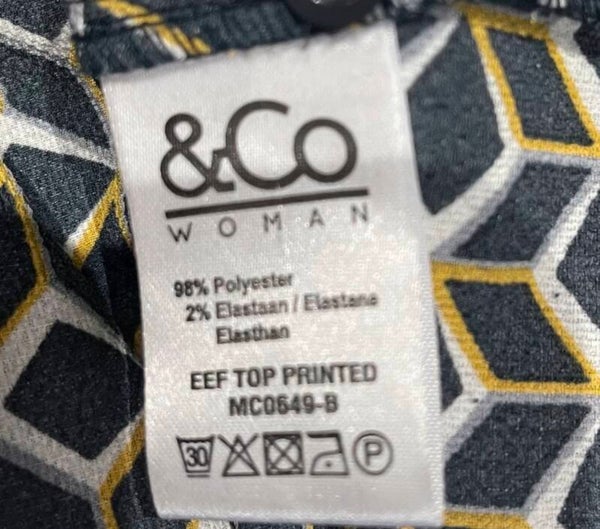 &Co
WOMAN
98% Polyester
2% Elastaan / Elastane
Elasthan
EEF TOP PRINTED
MC0649-B
30 P